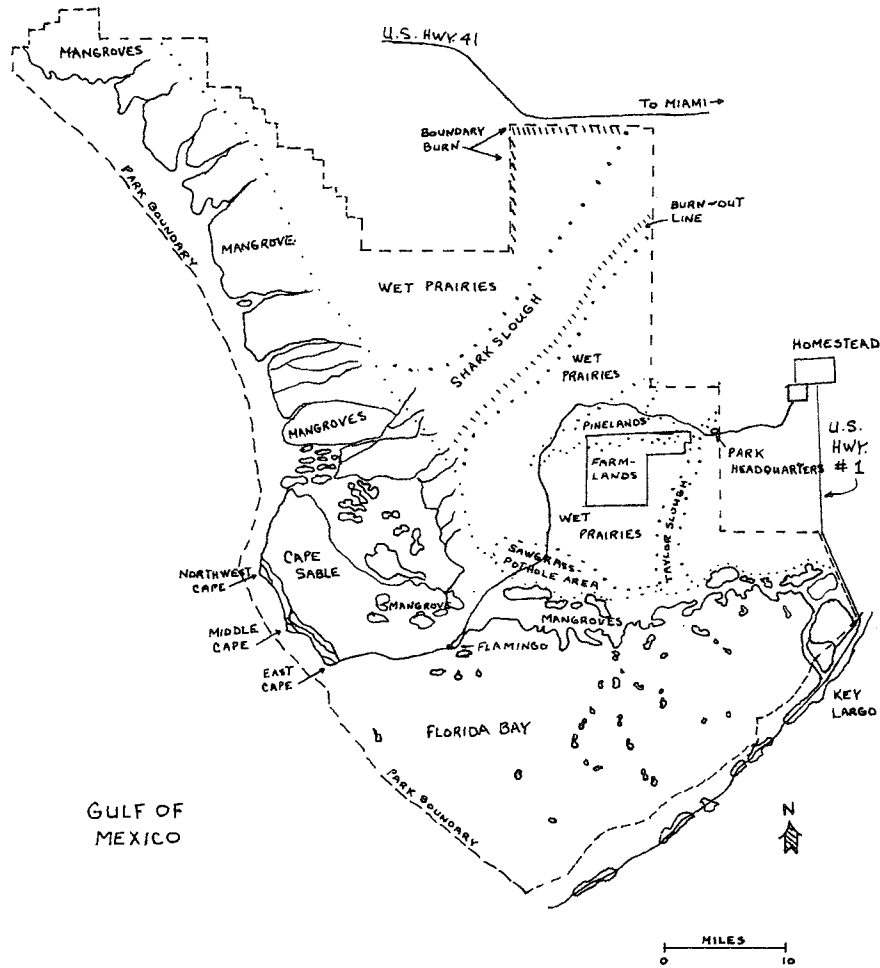 MANGROVES
U.S. HWY. 41
TO MIAMI →
BOUNDARY
BURN
BURN-OUT
LINE
PARK BOUNDARY
MANGROVE
WET PRAIRIES
SHARK SLOUGH
WET
PRAIRIES
HOMESTEAD
MANGROVES
PINELANDS
PARK
HEADQUARTERS
U.S.
HWY.
#1
FARM-
LANDS
WET
PRAIRIES
TAYLOR SLOUGH
SAWGRASS
POTHOLE AREA
CAPE
SABLE
NORTHWEST
CAPE
MANGROVE
MANGROVES
MIDDLE
CAPE
FLAMINGO
EAST
CAPE
KEY
LARGO
FLORIDA BAY
PARK BOUNDARY
GULF OF
MEXICO
N
MILES
0 10